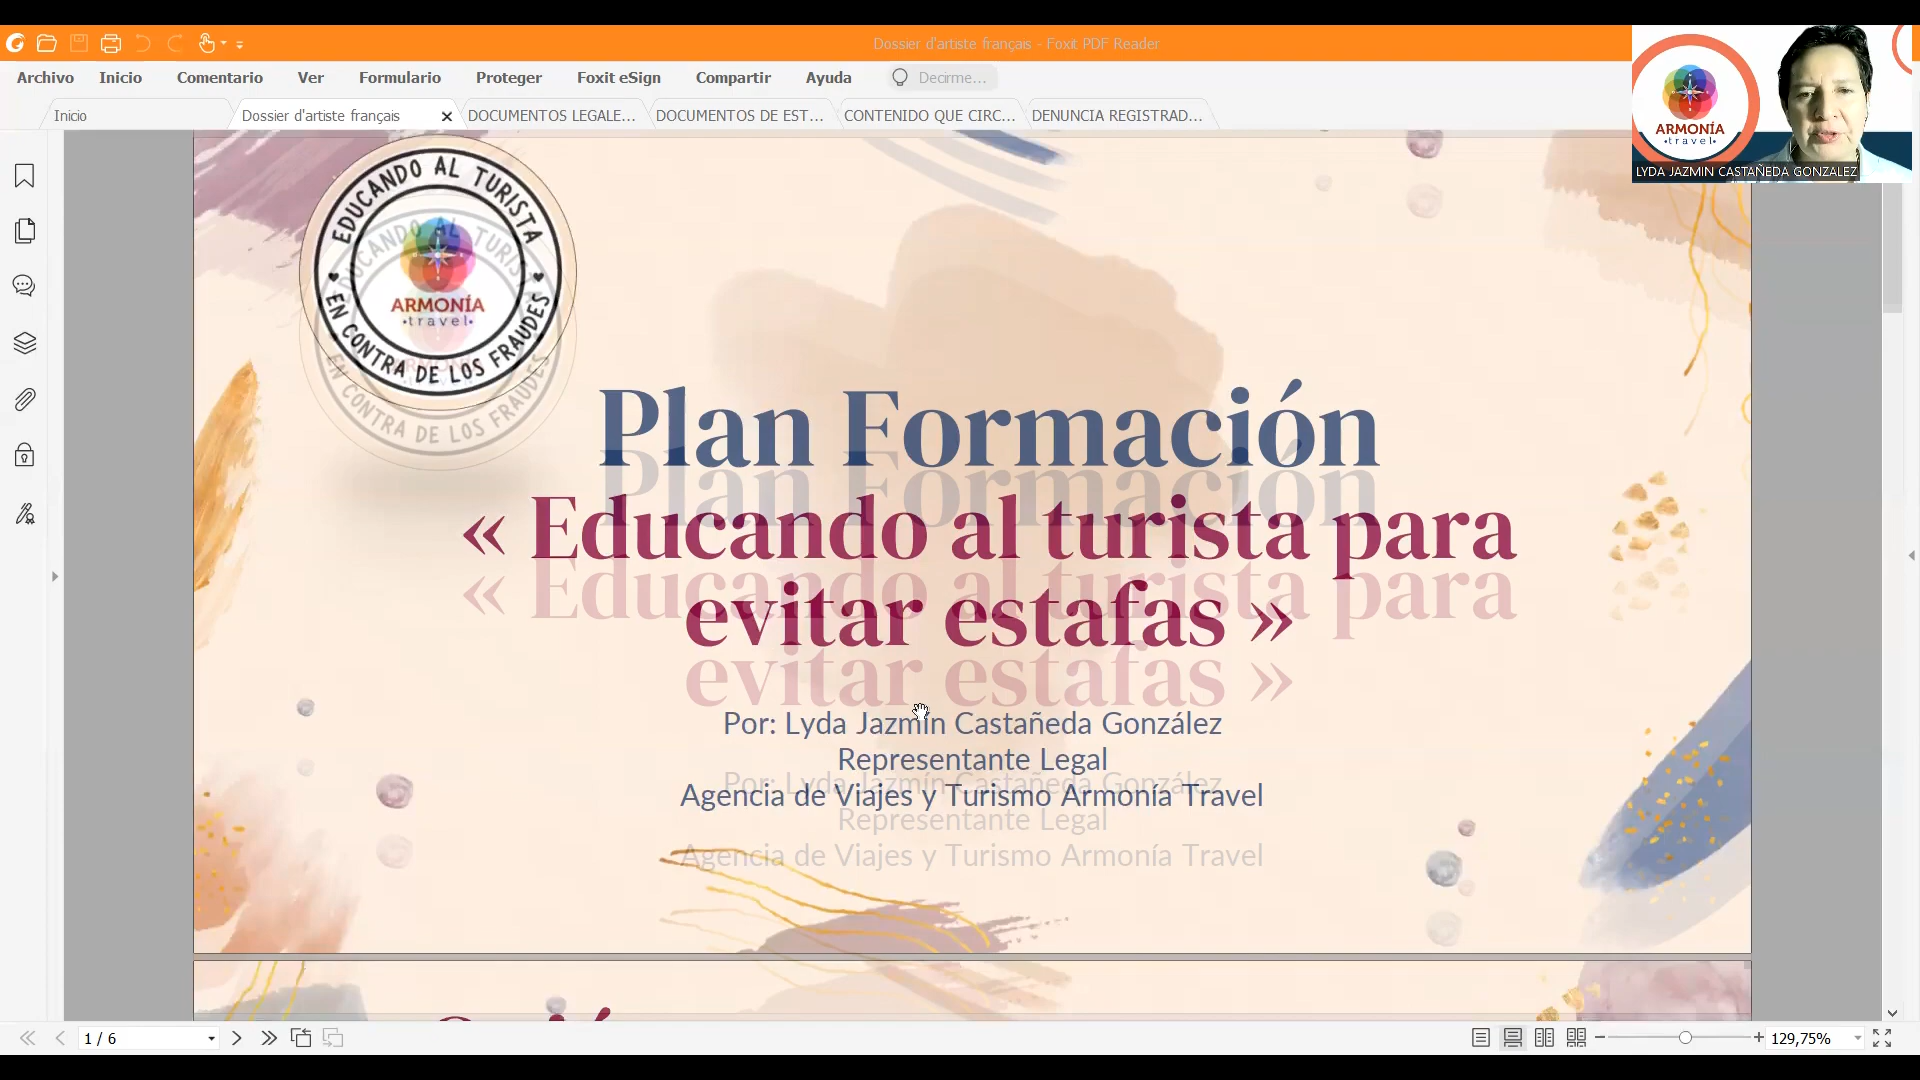 Dossier d'artiste français - Foxit PDF Reader
Archivo Inicio Comentario Ver Formulario Proteger Foxit eSign Compartir Ayuda Decirme...
Inicio Dossier d'artiste français DOCUMENTOS LEGALE... DOCUMENTOS DE EST... CONTENIDO QUE CIRC... DENUNCIA REGISTRAD...
ARMONÍA
•travel•
LYDA JAZMIN CASTAÑEDA GONZALEZ
EDUCANDO AL TURISTA
ARMONÍA
•travel•
EN CONTRA DE LOS FRAUDES
Plan Formación
« Educando al turista para
evitar estafas »
Por: Lyda Jazmín Castañeda González
Representante Legal
Agencia de Viajes y Turismo Armonía Travel
1 / 6
129,75%